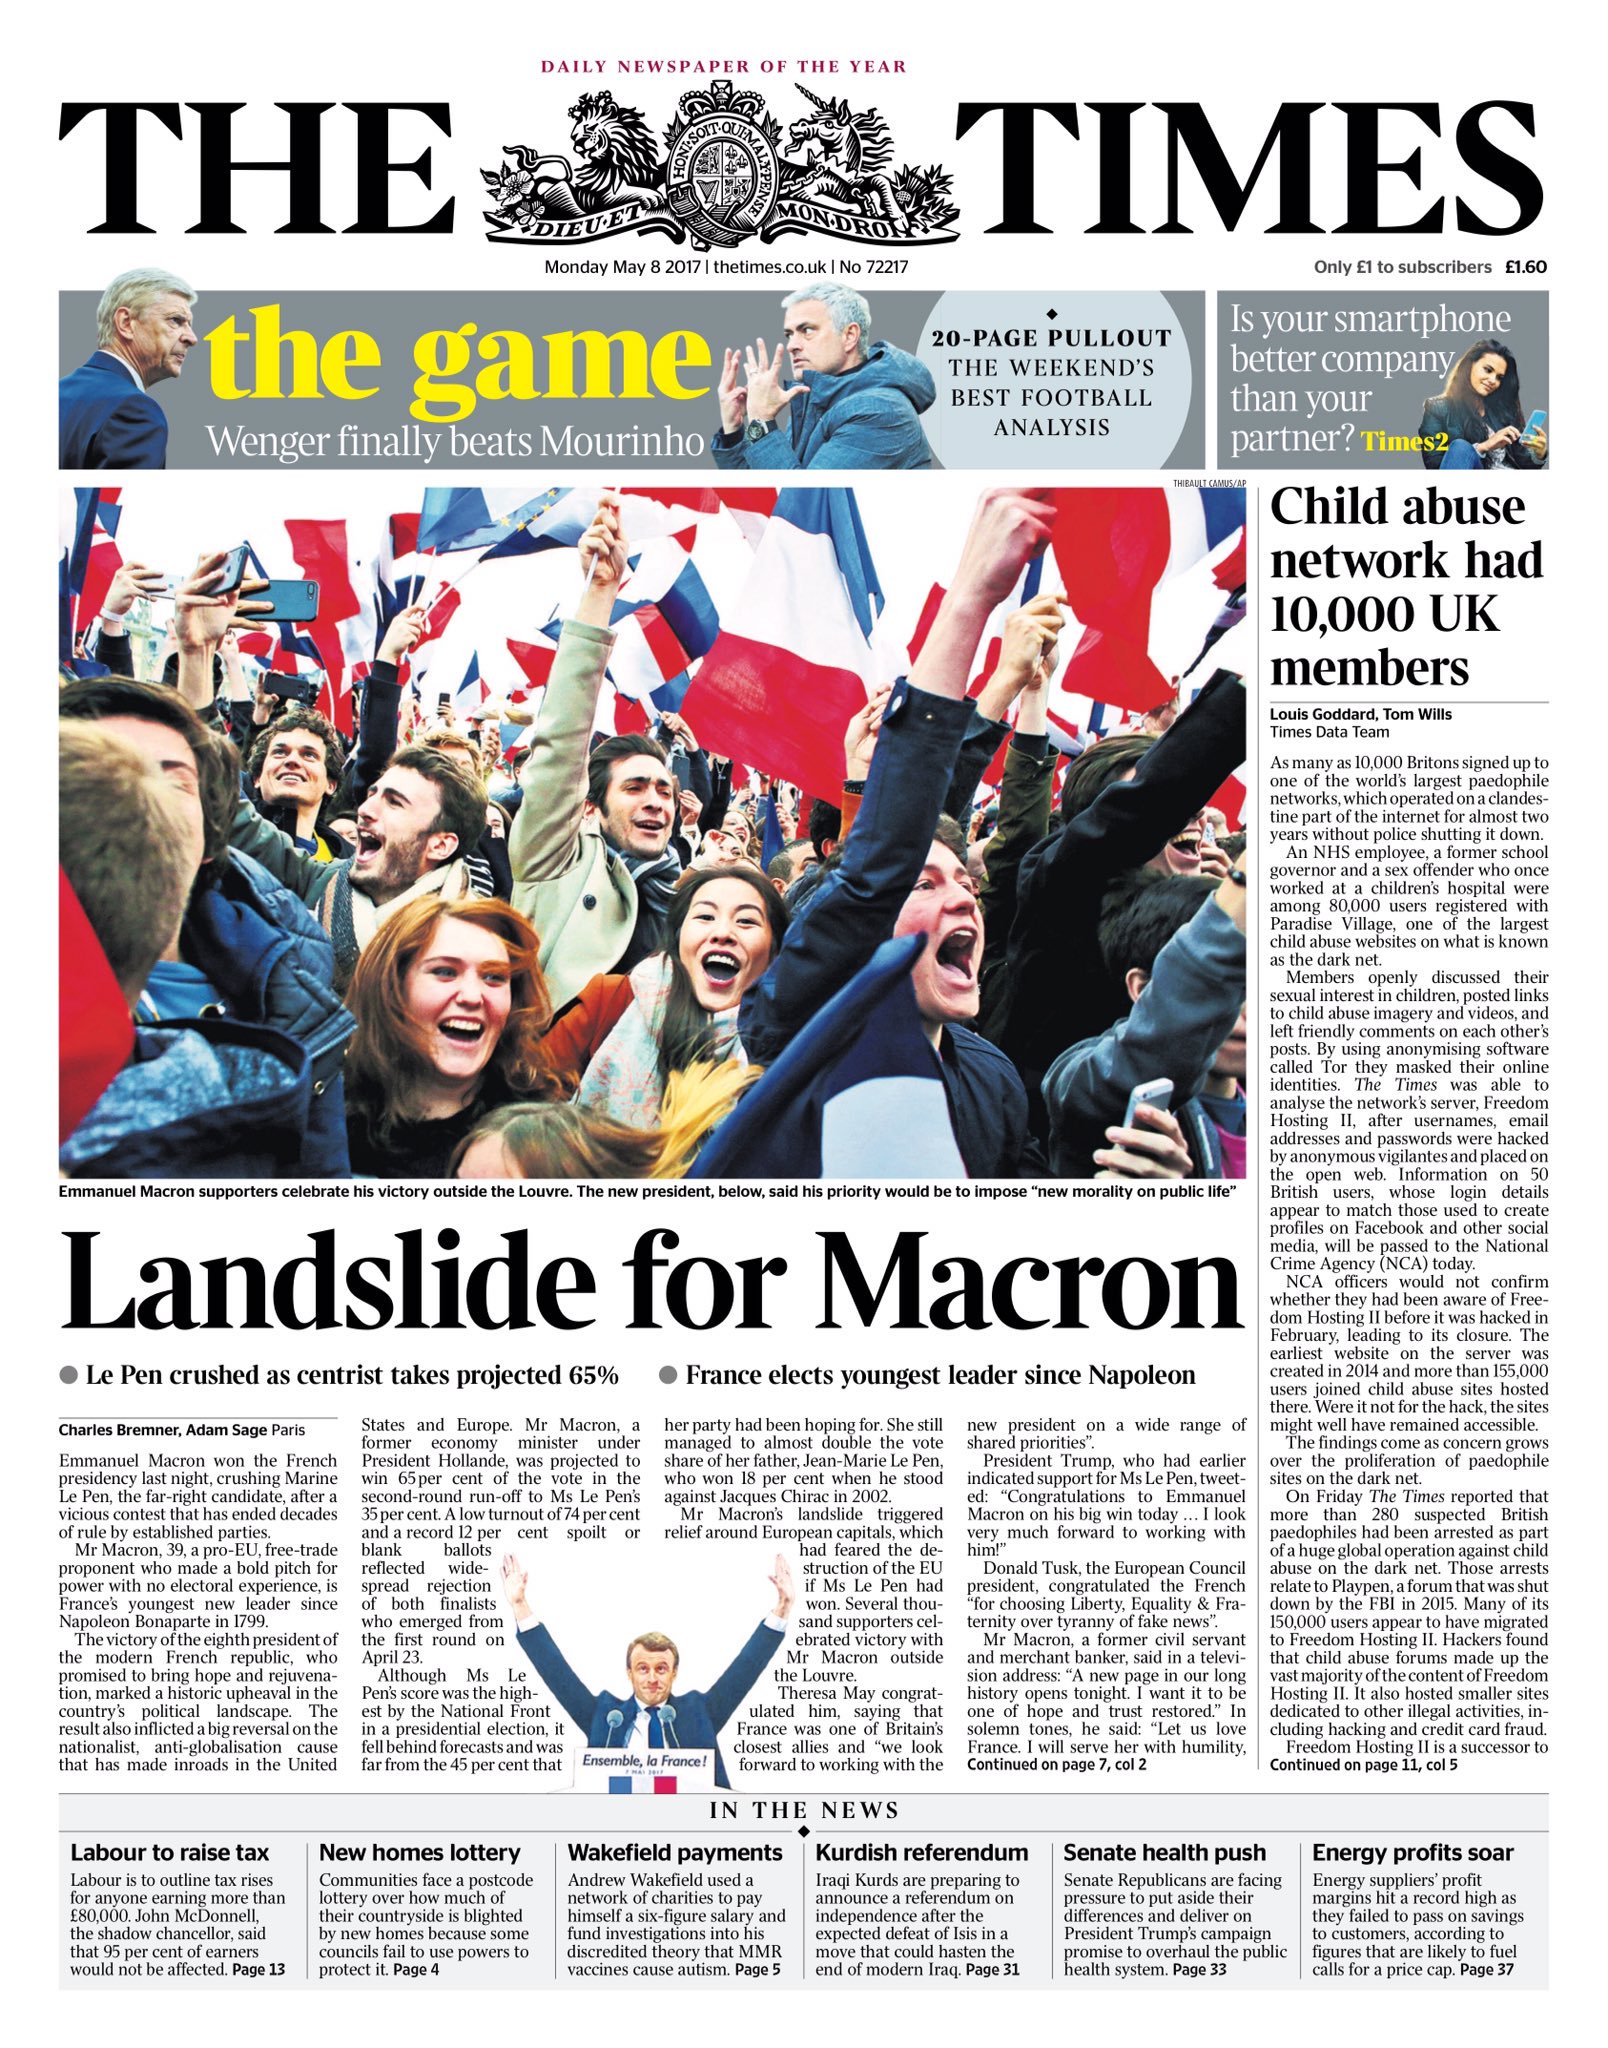 DAILY NEWSPAPER OF THE YEAR
THE TIMES
HONI·SOIT·QUI·MAL·Y·PENSE
DIEU·ET MON·DROIT
Monday May 8 2017 | thetimes.co.uk | No 72217
Only £1 to subscribers £1.60
the game
Wenger finally beats Mourinho
20-PAGE PULLOUT
THE WEEKEND'S
BEST FOOTBALL
ANALYSIS
Is your smartphone
better company
than your
partner? Times2
THIBAULT CAMUS/AP
Emmanuel Macron supporters celebrate his victory outside the Louvre. The new president, below, said his priority would be to impose “new morality on public life”
Landslide for Macron
● Le Pen crushed as centrist takes projected 65%
● France elects youngest leader since Napoleon
Charles Bremner, Adam Sage Paris
Emmanuel Macron won the French
presidency last night, crushing Marine
Le Pen, the far-right candidate, after a
vicious contest that has ended decades
of rule by established parties.
Mr Macron, 39, a pro-EU, free-trade
proponent who made a bold pitch for
power with no electoral experience, is
France's youngest new leader since
Napoleon Bonaparte in 1799.
The victory of the eighth president of
the modern French republic, who
promised to bring hope and rejuvena-
tion, marked a historic upheaval in the
country's political landscape. The
result also inflicted a big reversal on the
nationalist, anti-globalisation cause
that has made inroads in the United
States and Europe. Mr Macron, a
former economy minister under
President Hollande, was projected to
win 65 per cent of the vote in the
second-round run-off to Ms Le Pen's
35 per cent. A low turnout of 74 per cent
and a record 12 per cent spoilt or
blank ballots
reflected wide-
spread rejection
of both finalists
who emerged from
the first round on
April 23.
Although Ms Le
Pen's score was the high-
est by the National Front
in a presidential election, it
fell behind forecasts and was
far from the 45 per cent that
her party had been hoping for. She still
managed to almost double the vote
share of her father, Jean-Marie Le Pen,
who won 18 per cent when he stood
against Jacques Chirac in 2002.
Mr Macron's landslide triggered
relief around European capitals, which
had feared the de-
struction of the EU
if Ms Le Pen had
won. Several thou-
sand supporters cel-
ebrated victory with
Mr Macron outside
the Louvre.
Theresa May congrat-
ulated him, saying that
France was one of Britain's
closest allies and “we look
forward to working with the
new president on a wide range of
shared priorities”.
President Trump, who had earlier
indicated support for Ms Le Pen, tweet-
ed: “Congratulations to Emmanuel
Macron on his big win today ... I look
very much forward to working with
him!”
Donald Tusk, the European Council
president, congratulated the French
“for choosing Liberty, Equality & Fra-
ternity over tyranny of fake news”.
Mr Macron, a former civil servant
and merchant banker, said in a televi-
sion address: “A new page in our long
history opens tonight. I want it to be
one of hope and trust restored.” In
solemn tones, he said: “Let us love
France. I will serve her with humility,
Continued on page 7, col 2
Ensemble, la France !
7 MAI 2017
Child abuse
network had
10,000 UK
members
Louis Goddard, Tom Wills
Times Data Team
As many as 10,000 Britons signed up to
one of the world's largest paedophile
networks, which operated on a clandes-
tine part of the internet for almost two
years without police shutting it down.
An NHS employee, a former school
governor and a sex offender who once
worked at a children's hospital were
among 80,000 users registered with
Paradise Village, one of the largest
child abuse websites on what is known
as the dark net.
Members openly discussed their
sexual interest in children, posted links
to child abuse imagery and videos, and
left friendly comments on each other's
posts. By using anonymising software
called Tor they masked their online
identities. The Times was able to
analyse the network's server, Freedom
Hosting II, after usernames, email
addresses and passwords were hacked
by anonymous vigilantes and placed on
the open web. Information on 50
British users, whose login details
appear to match those used to create
profiles on Facebook and other social
media, will be passed to the National
Crime Agency (NCA) today.
NCA officers would not confirm
whether they had been aware of Free-
dom Hosting II before it was hacked in
February, leading to its closure. The
earliest website on the server was
created in 2014 and more than 155,000
users joined child abuse sites hosted
there. Were it not for the hack, the sites
might well have remained accessible.
The findings come as concern grows
over the proliferation of paedophile
sites on the dark net.
On Friday The Times reported that
more than 280 suspected British
paedophiles had been arrested as part
of a huge global operation against child
abuse on the dark net. Those arrests
relate to Playpen, a forum that was shut
down by the FBI in 2015. Many of its
150,000 users appear to have migrated
to Freedom Hosting II. Hackers found
that child abuse forums made up the
vast majority of the content of Freedom
Hosting II. It also hosted smaller sites
dedicated to other illegal activities, in-
cluding hacking and credit card fraud.
Freedom Hosting II is a successor to
Continued on page 11, col 5
IN THE NEWS
Labour to raise tax
Labour is to outline tax rises
for anyone earning more than
£80,000. John McDonnell,
the shadow chancellor, said
that 95 per cent of earners
would not be affected. Page 13
New homes lottery
Communities face a postcode
lottery over how much of
their countryside is blighted
by new homes because some
councils fail to use powers to
protect it. Page 4
Wakefield payments
Andrew Wakefield used a
network of charities to pay
himself a six-figure salary and
fund investigations into his
discredited theory that MMR
vaccines cause autism. Page 5
Kurdish referendum
Iraqi Kurds are preparing to
announce a referendum on
independence after the
expected defeat of Isis in a
move that could hasten the
end of modern Iraq. Page 31
Senate health push
Senate Republicans are facing
pressure to put aside their
differences and deliver on
President Trump's campaign
promise to overhaul the public
health system. Page 33
Energy profits soar
Energy suppliers' profit
margins hit a record high as
they failed to pass on savings
to customers, according to
figures that are likely to fuel
calls for a price cap. Page 37